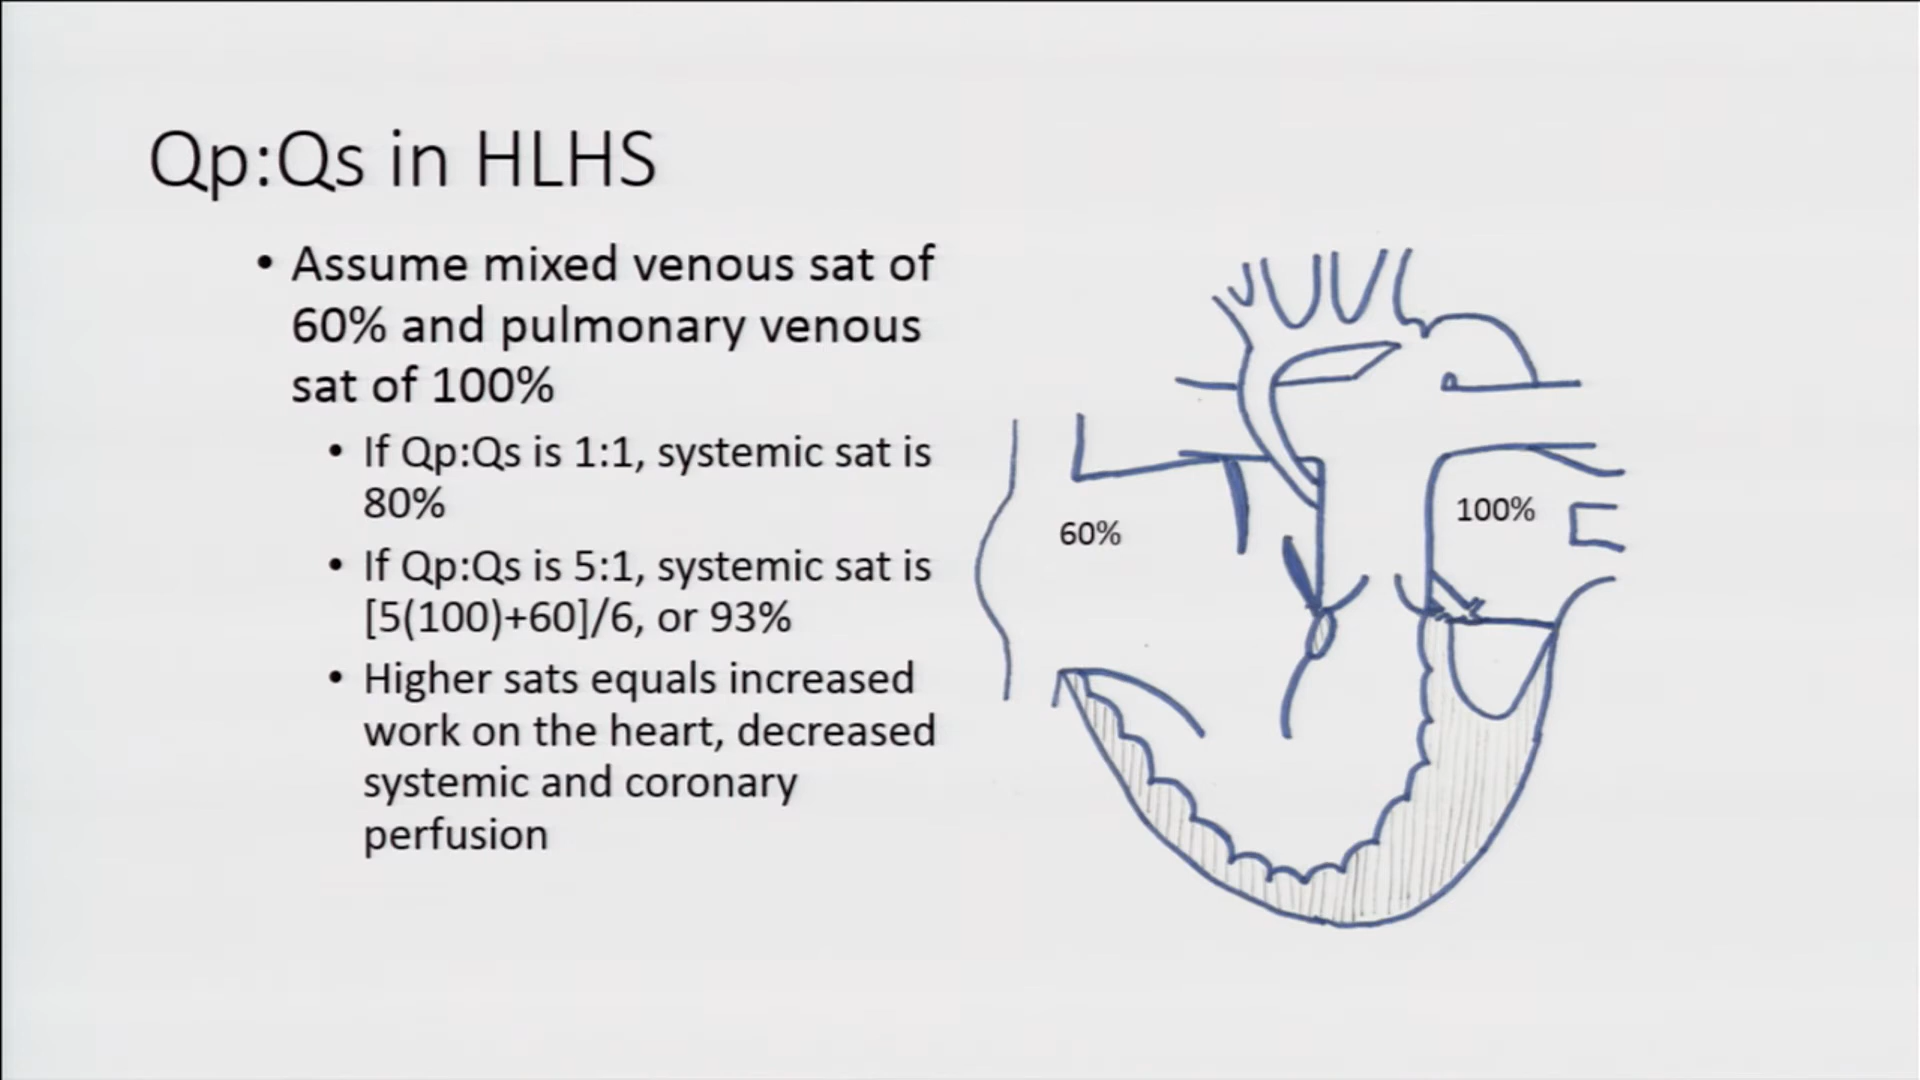 Qp:Qs in HLHS
• Assume mixed venous sat of
60% and pulmonary venous
sat of 100%
• If Qp:Qs is 1:1, systemic sat is
80%
• If Qp:Qs is 5:1, systemic sat is
[5(100)+60]/6, or 93%
• Higher sats equals increased
work on the heart, decreased
systemic and coronary
perfusion
60%
100%